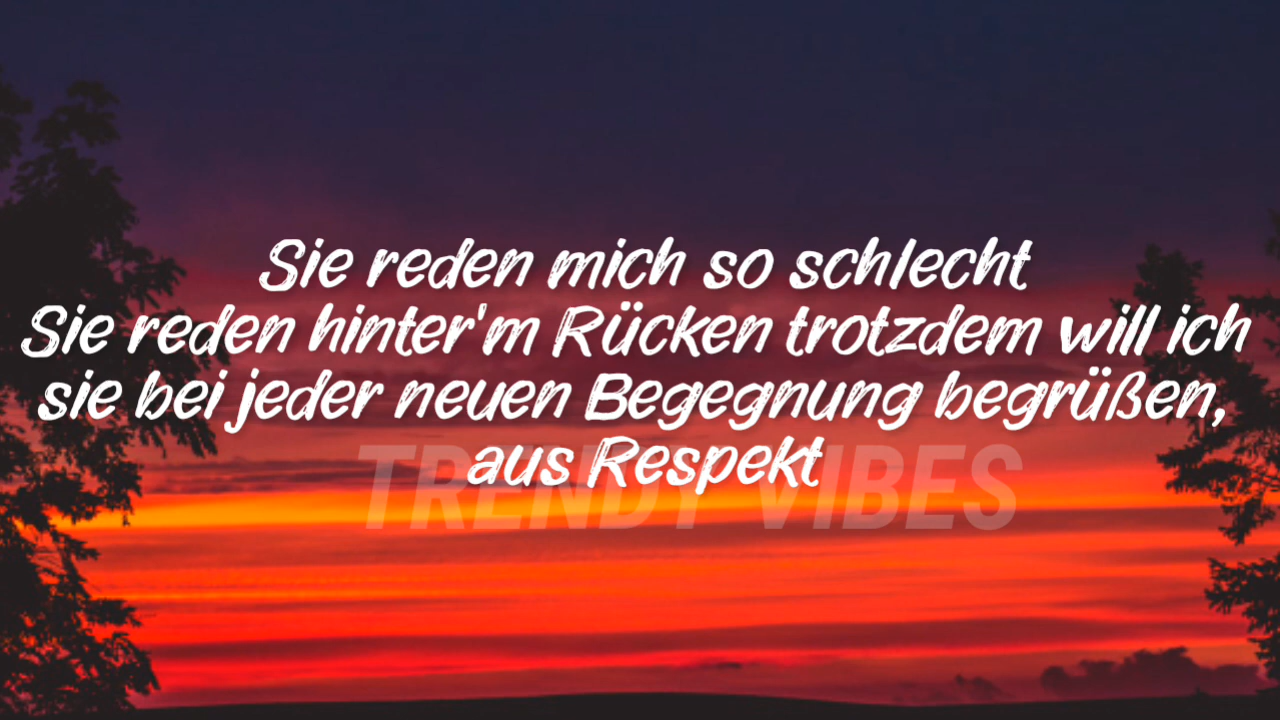 Sie reden mich so schlecht
Sie reden hinter'm Rücken trotzdem will ich
sie bei jeder neuen Begegnung begrüßen,
aus Respekt
TRENDY VIBES